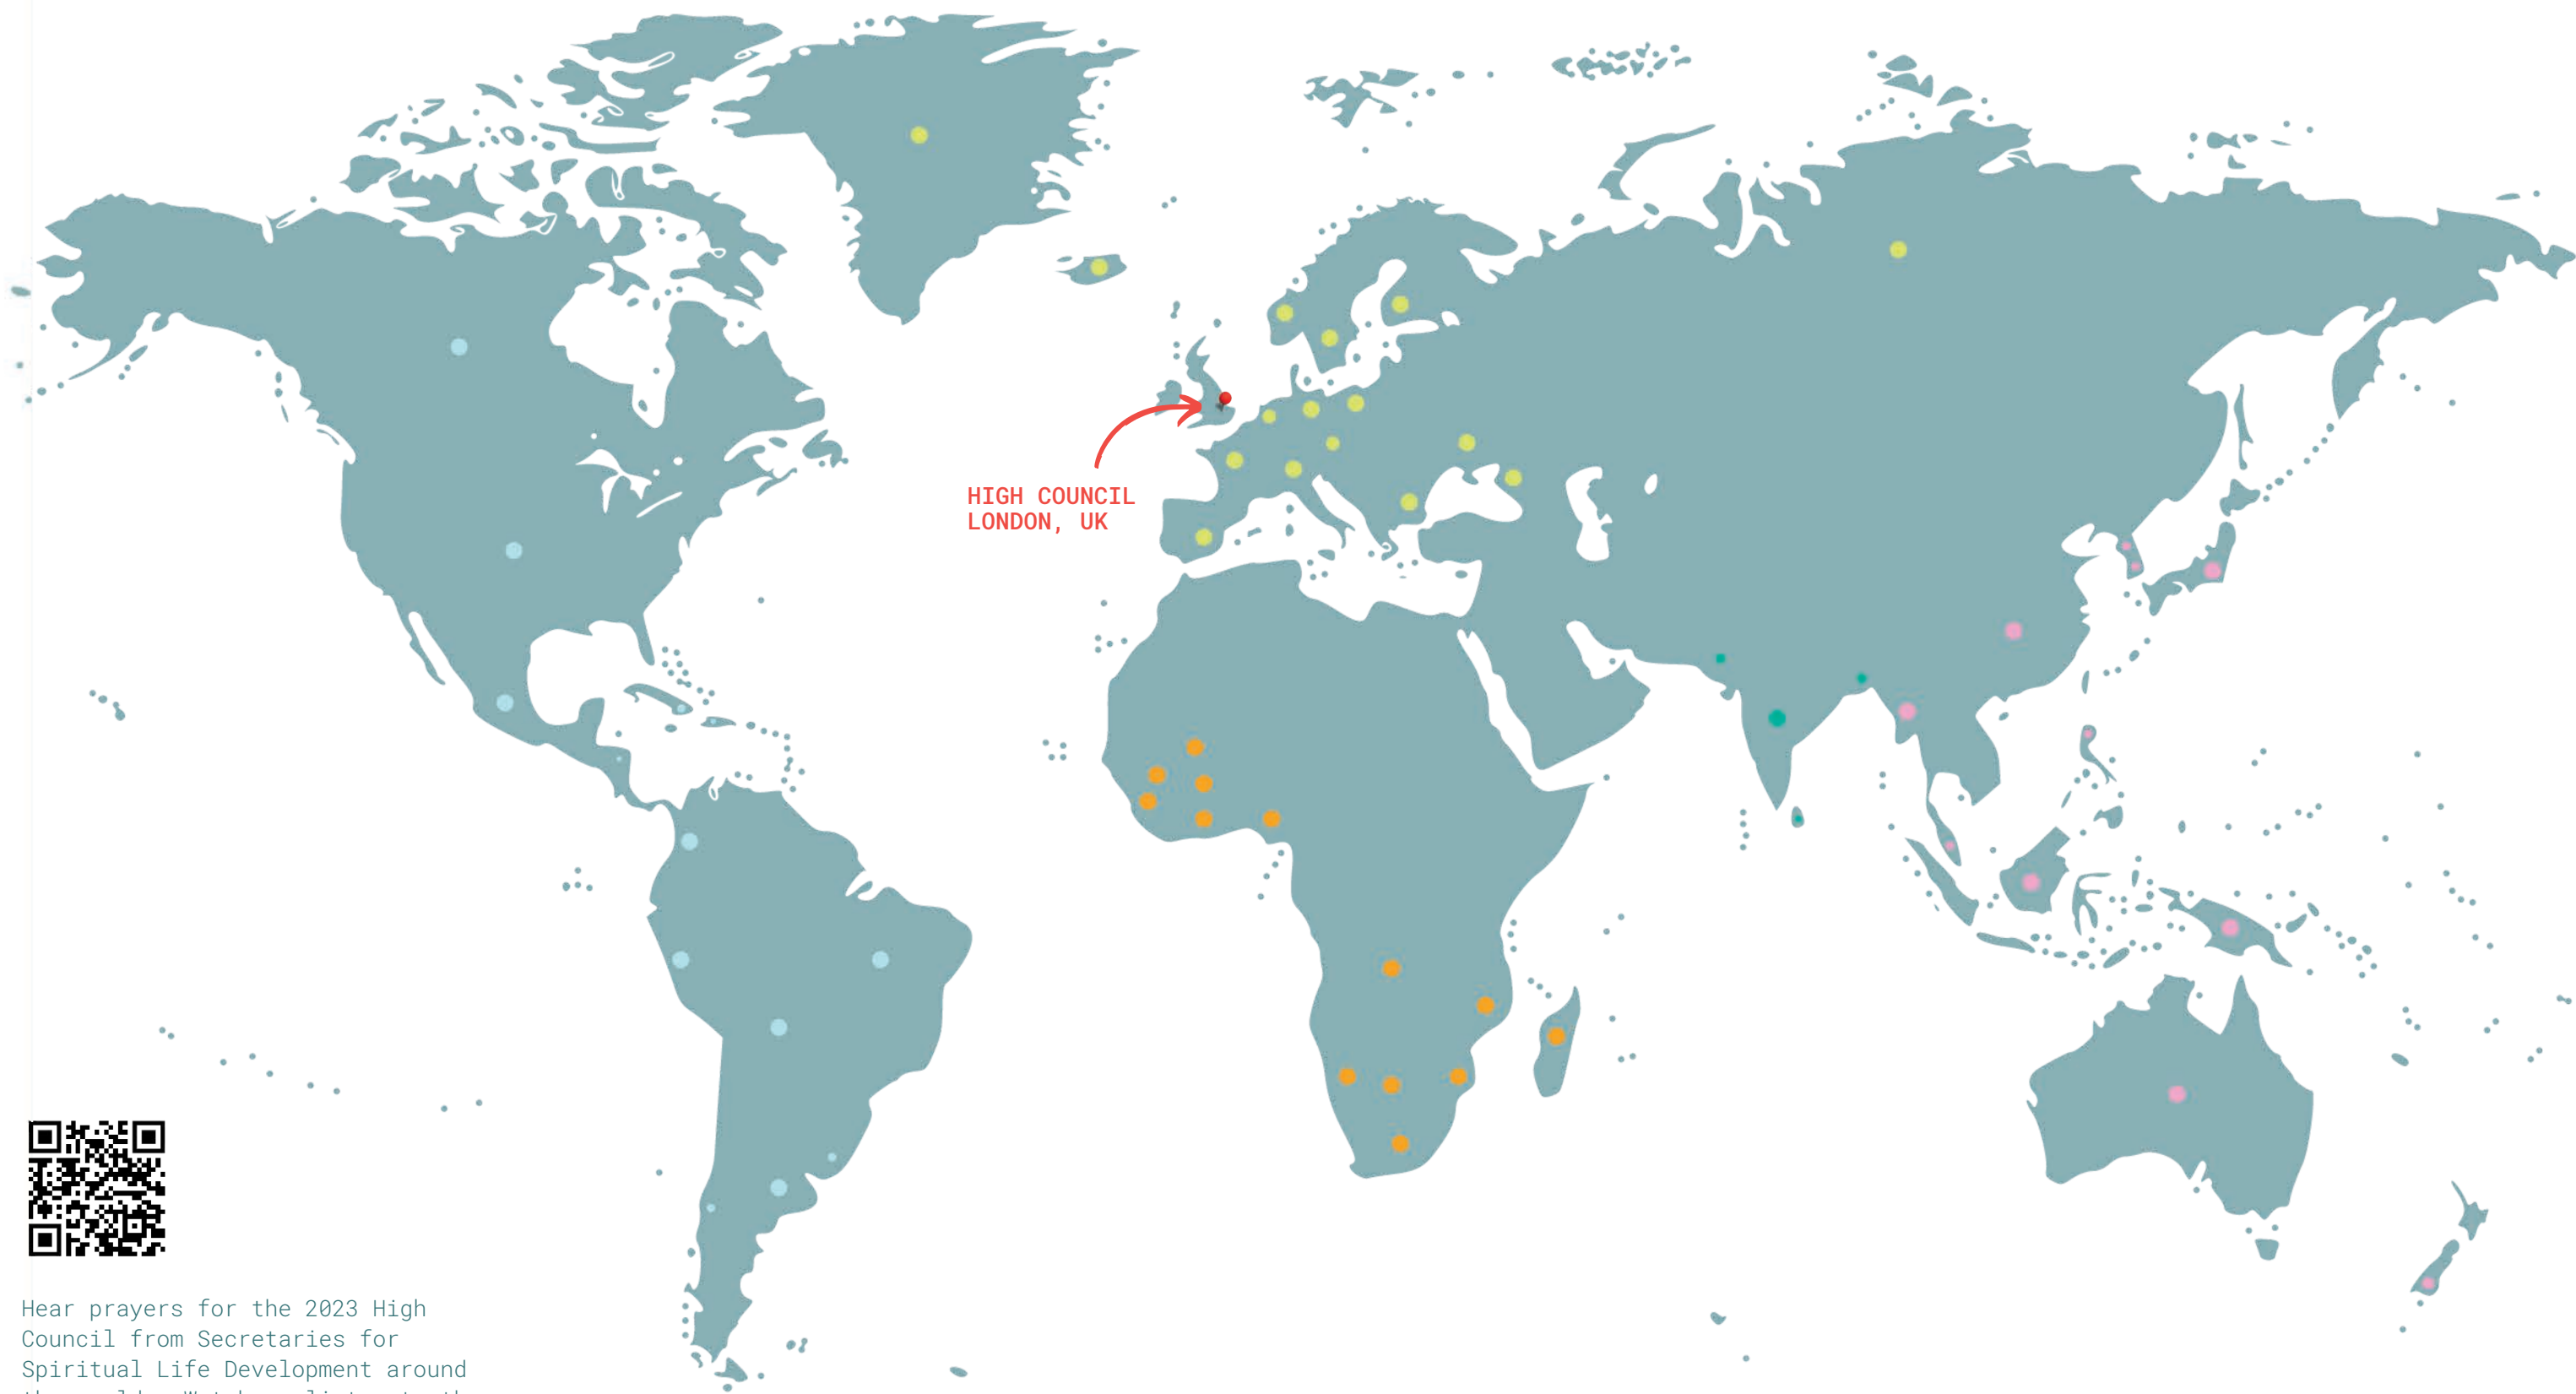 HIGH COUNCIL
LONDON, UK
Hear prayers for the 2023 High
Council from Secretaries for
Spiritual Life Development around